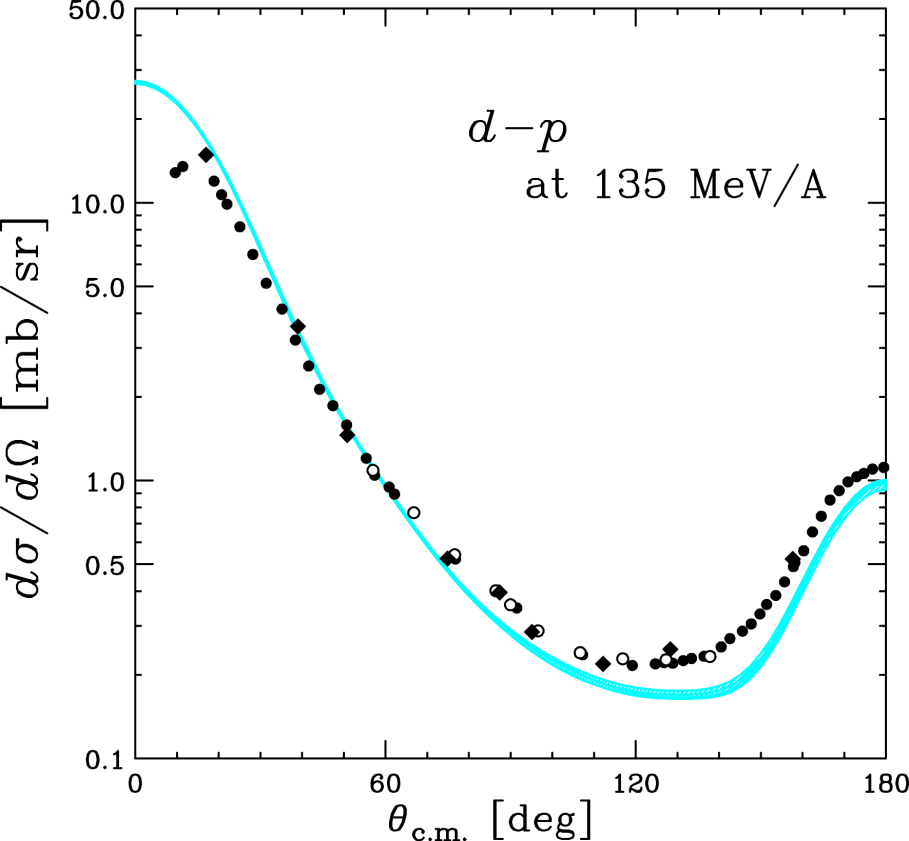 50.0
10.0
5.0
1.0
0.5
0.1
dσ/dΩ [mb/sr]
d−p
at 135 MeV/A
0 60 120 180
θc.m. [deg]